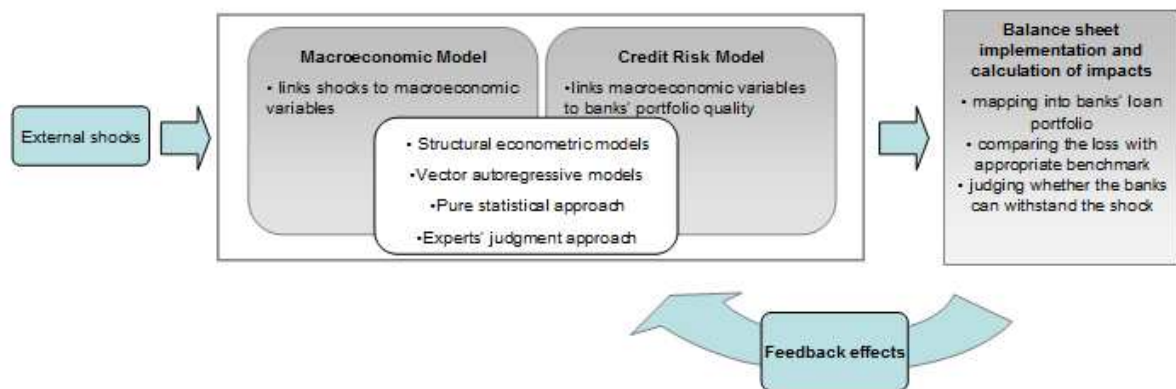 External shocks
Macroeconomic Model
• links shocks to macroeconomic
variables
Credit Risk Model
•links macroeconomic variables
to banks' portfolio quality
• Structural econometric models
•Vector autoregressive models
•Pure statistical approach
•Experts' judgment approach
Balance sheet
implementation and
calculation of impacts
• mapping into banks' loan
portfolio
• comparing the loss with
appropriate benchmark
• judging whether the banks
can withstand the shock
Feedback effects